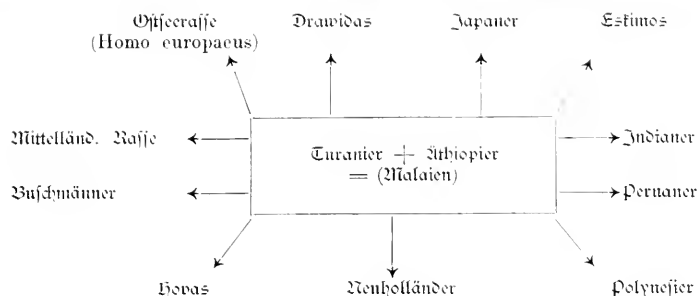 Ostseerasse Drawidas Japaner Eskimos
(Homo europaeus)
Mittelländ. Rasse Turanier + Äthiopier Indianer
= (Malaien)
Buschmänner Peruaner
Hovas Neuholländer Polynesier